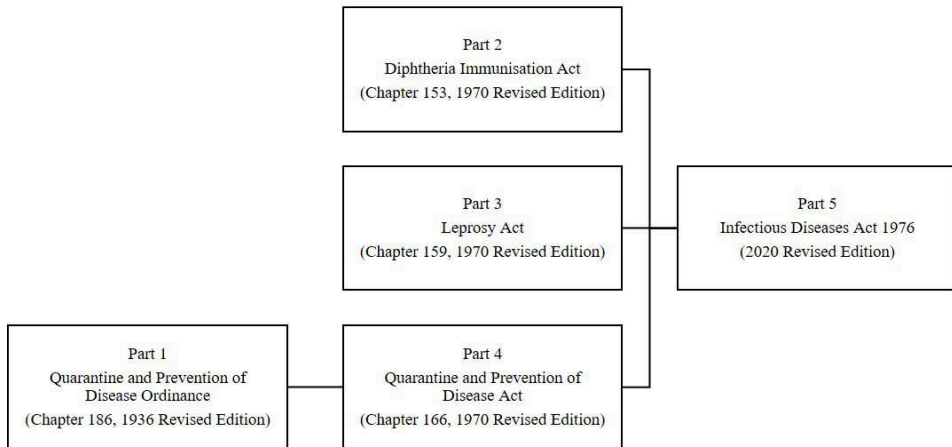 Part 2
Diphtheria Immunisation Act
(Chapter 153, 1970 Revised Edition)
Part 3
Leprosy Act
(Chapter 159, 1970 Revised Edition)
Part 5
Infectious Diseases Act 1976
(2020 Revised Edition)
Part 1
Quarantine and Prevention of
Disease Ordinance
(Chapter 186, 1936 Revised Edition)
Part 4
Quarantine and Prevention of
Disease Act
(Chapter 166, 1970 Revised Edition)